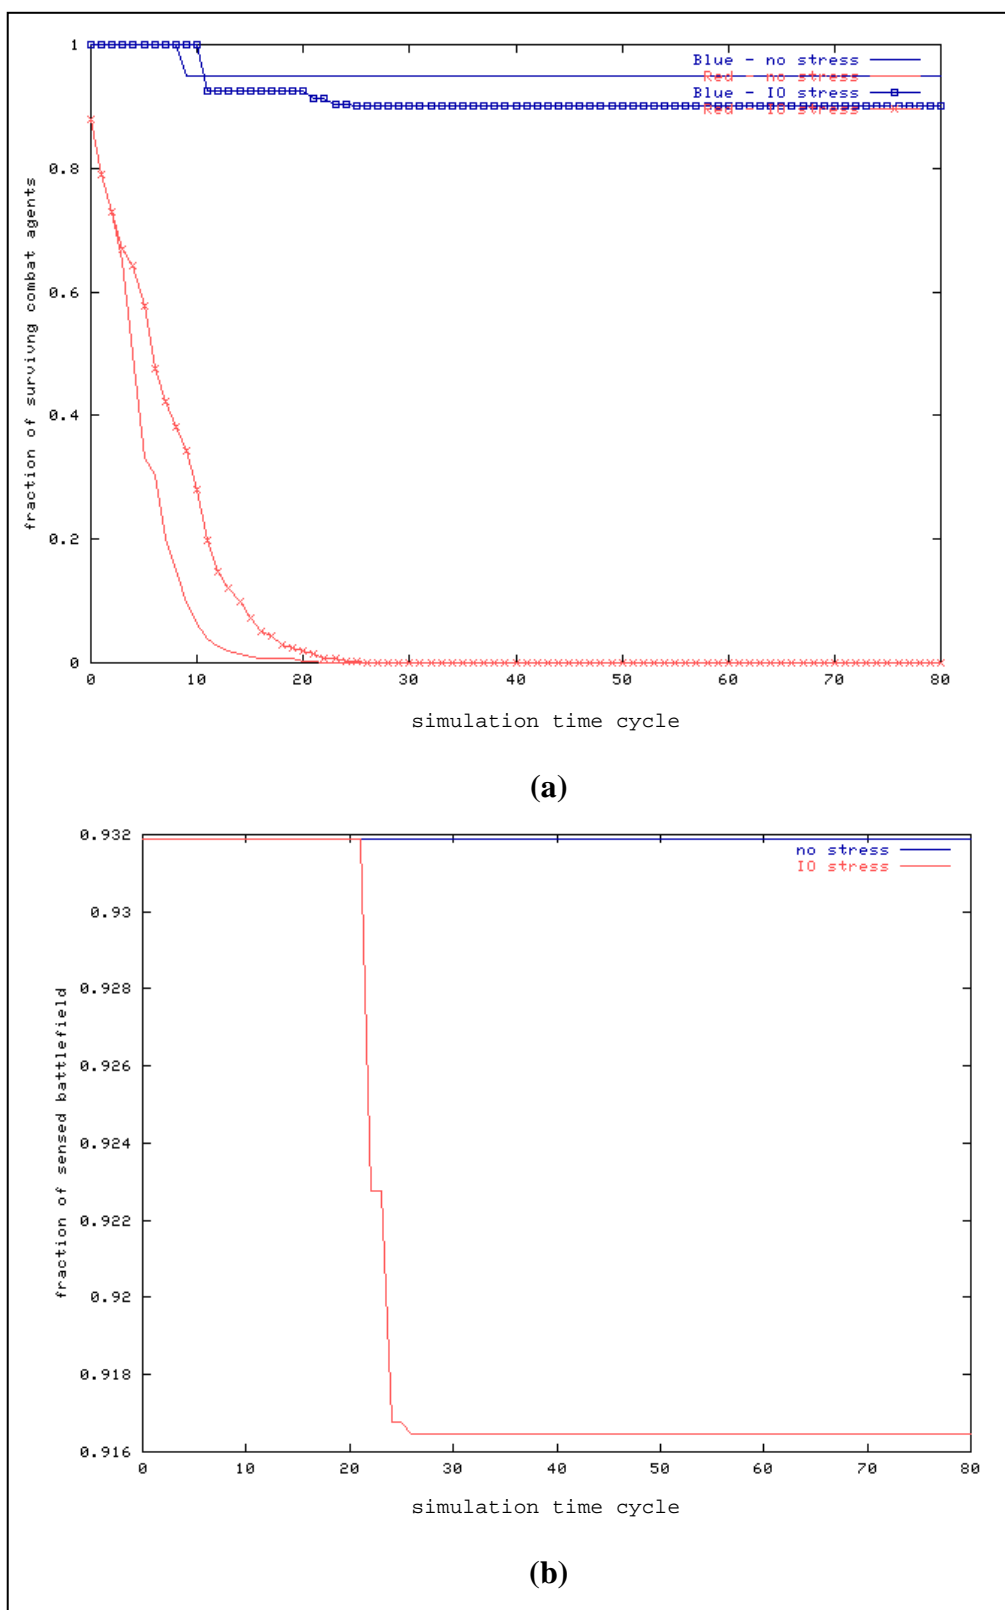 1
Blue - no stress
Red - no stress
Blue - IO stress
Red - IO stress
0.8
0.6
0.4
0.2
0
fraction of survivng combat agents
0 10 20 30 40 50 60 70 80
simulation time cycle
(a)
0.932
no stress
IO stress
0.93
0.928
0.926
0.924
0.922
0.92
0.918
0.916
fraction of sensed battlefield
0 10 20 30 40 50 60 70 80
simulation time cycle
(b)